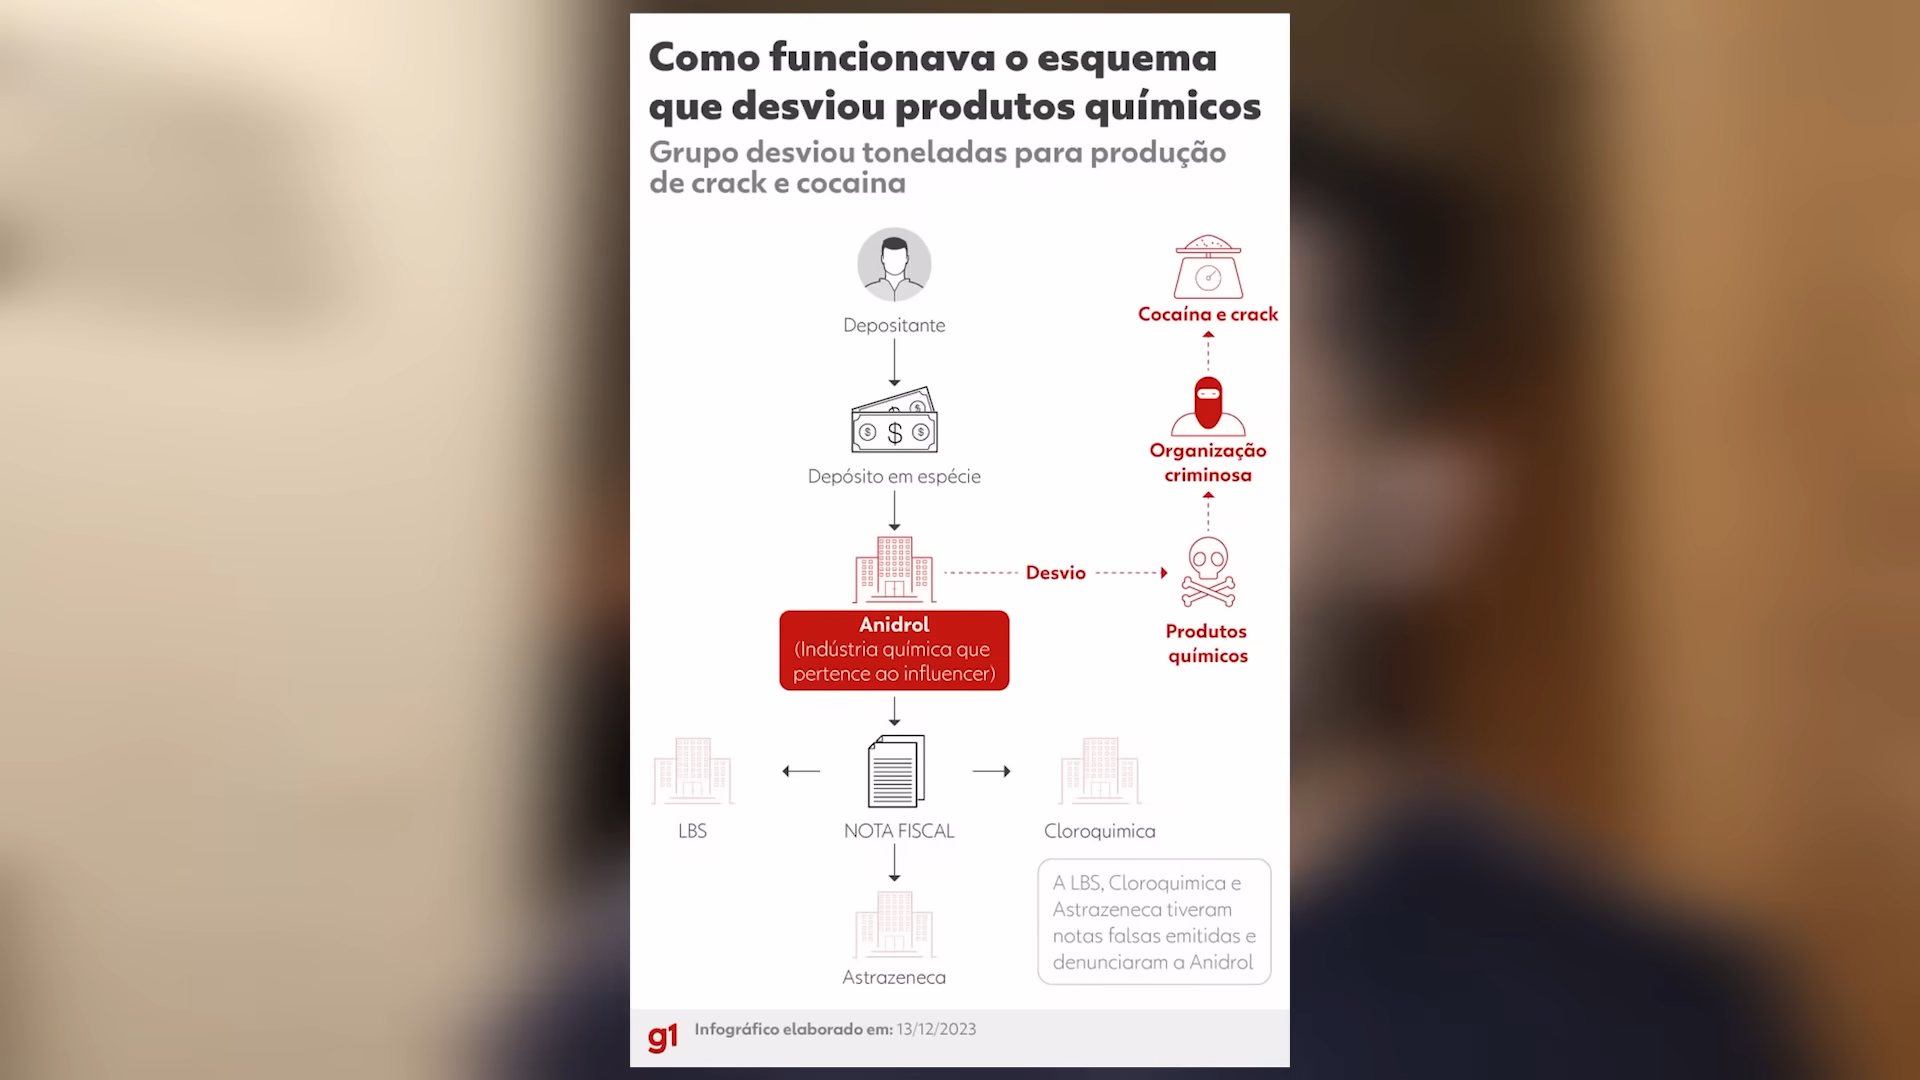 Como funcionava o esquema
que desviou produtos químicos
Grupo desviou toneladas para produção
de crack e cocaina
Depositante
Depósito em espécie
Anidrol
(Indústria química que
pertence ao influencer)
Desvio
Produtos
químicos
Organização
criminosa
Cocaína e crack
LBS
NOTA FISCAL
Cloroquimica
Astrazeneca
A LBS, Cloroquimica e
Astrazeneca tiveram
notas falsas emitidas e
denunciaram a Anidrol
g1
Infográfico elaborado em: 13/12/2023